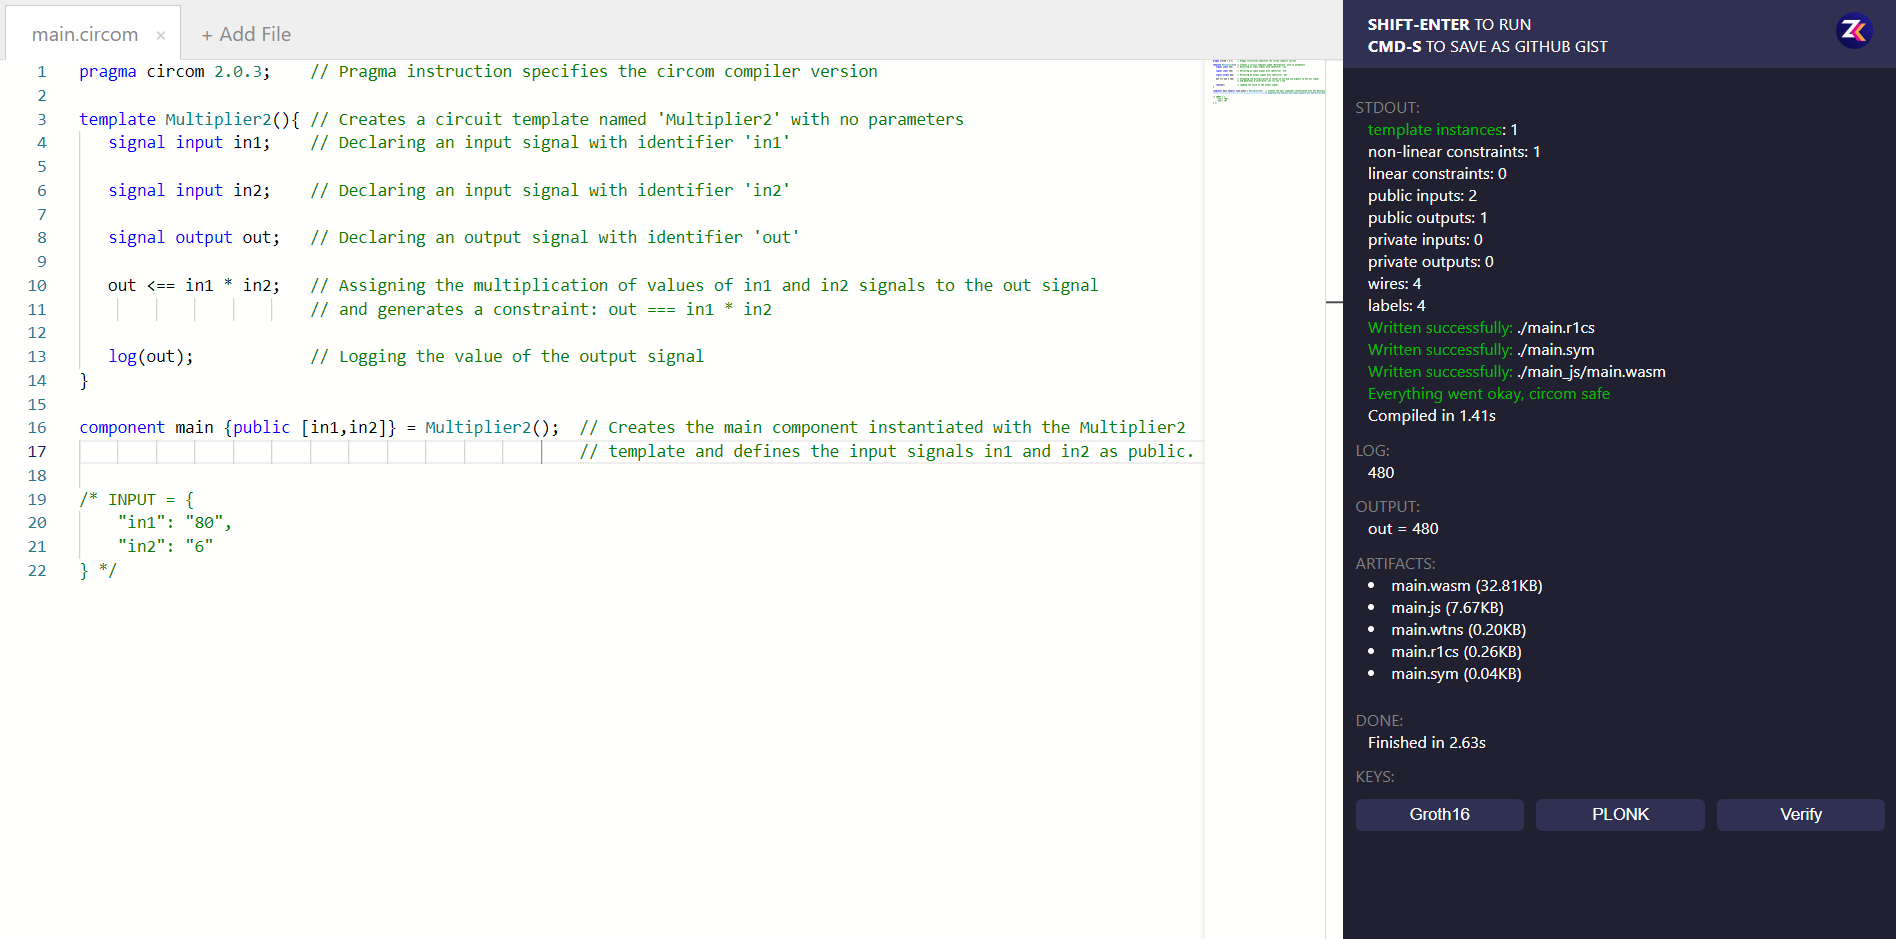 main.circom ×
+ Add File
1 pragma circom 2.0.3; // Pragma instruction specifies the circom compiler version
2
3 template Multiplier2(){ // Creates a circuit template named 'Multiplier2' with no parameters
4 signal input in1; // Declaring an input signal with identifier 'in1'
5
6 signal input in2; // Declaring an input signal with identifier 'in2'
7
8 signal output out; // Declaring an output signal with identifier 'out'
9
10 out <== in1 * in2; // Assigning the multiplication of values of in1 and in2 signals to the out signal
11 // and generates a constraint: out === in1 * in2
12
13 log(out); // Logging the value of the output signal
14 }
15
16 component main {public [in1,in2]} = Multiplier2(); // Creates the main component instantiated with the Multiplier2
17 // template and defines the input signals in1 and in2 as public.
18
19 /* INPUT = {
20 "in1": "80",
21 "in2": "6"
22 } */
SHIFT-ENTER TO RUN
CMD-S TO SAVE AS GITHUB GIST
STDOUT:
template instances: 1
non-linear constraints: 1
linear constraints: 0
public inputs: 2
public outputs: 1
private inputs: 0
private outputs: 0
wires: 4
labels: 4
Written successfully: ./main.r1cs
Written successfully: ./main.sym
Written successfully: ./main_js/main.wasm
Everything went okay, circom safe
Compiled in 1.41s
LOG:
480
OUTPUT:
out = 480
ARTIFACTS:
• main.wasm (32.81KB)
• main.js (7.67KB)
• main.wtns (0.20KB)
• main.r1cs (0.26KB)
• main.sym (0.04KB)
DONE:
Finished in 2.63s
KEYS:
Groth16
PLONK
Verify